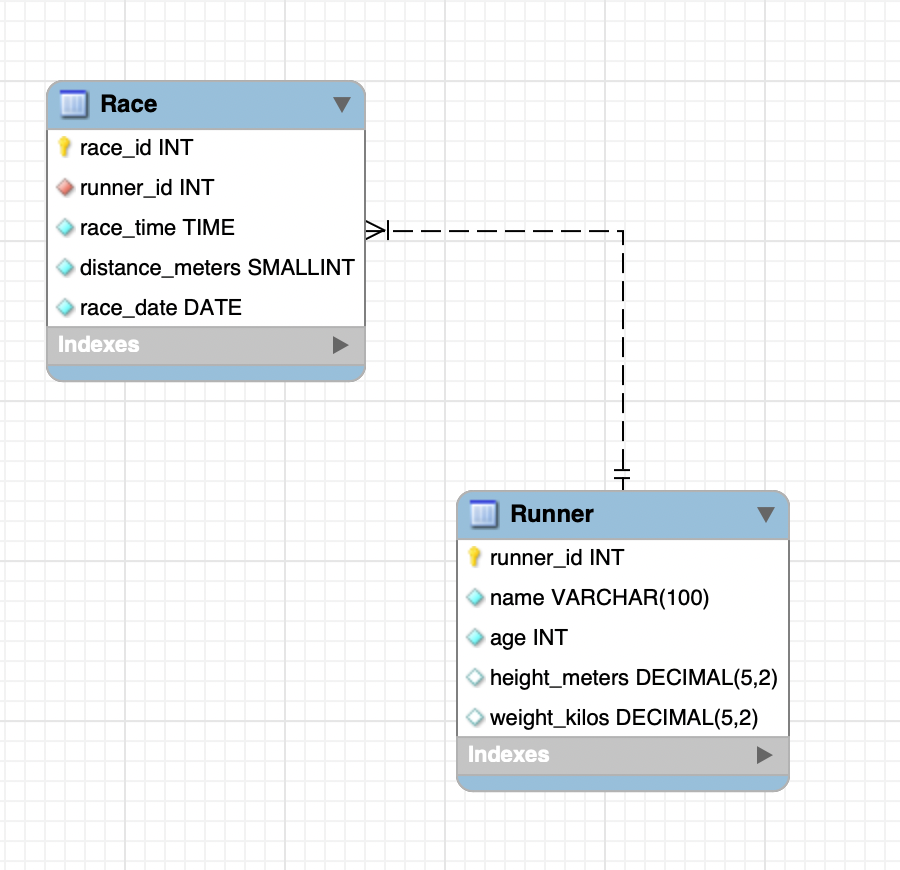 Race
race_id INT
runner_id INT
race_time TIME
distance_meters SMALLINT
race_date DATE
Indexes
Runner
runner_id INT
name VARCHAR(100)
age INT
height_meters DECIMAL(5,2)
weight_kilos DECIMAL(5,2)
Indexes